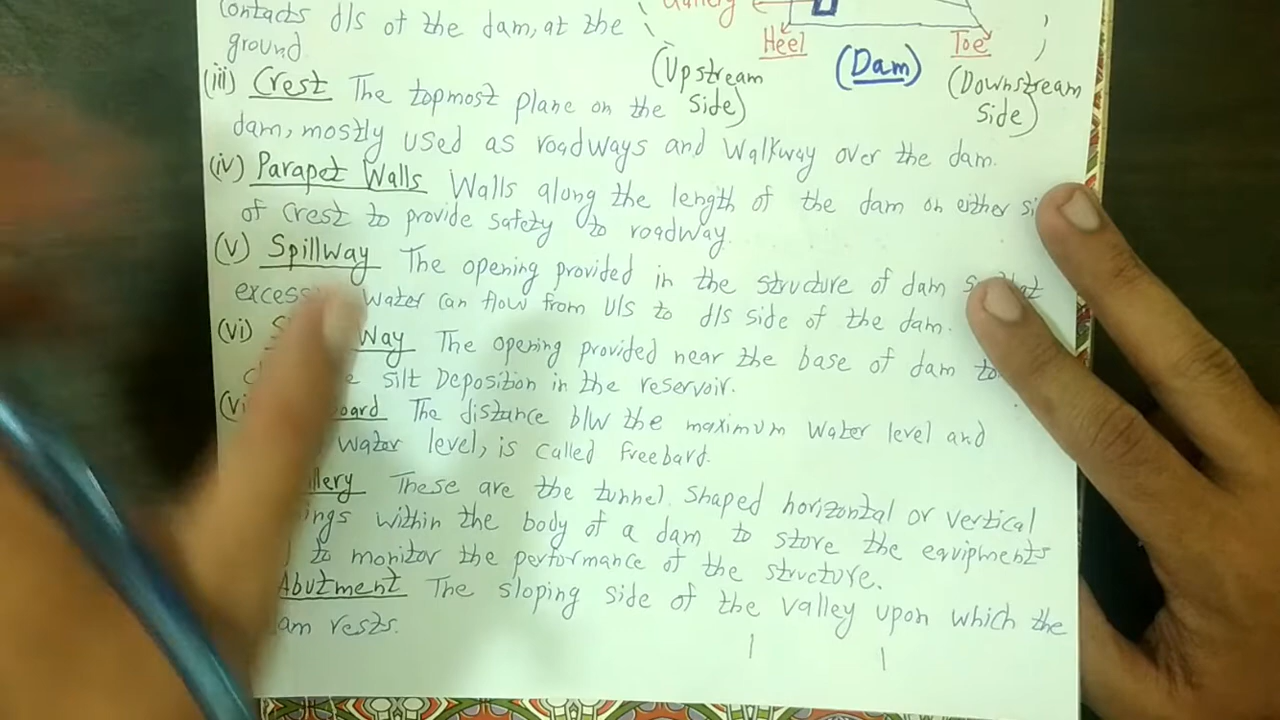 contacts d/s of the dam, at the
ground.
Gallery
Heel
Toe
(Upstream
side)
(Dam)
(Downstream
side)
(iii) Crest The topmost plane on the
dam, mostly used as roadways and walkway over the dam.
(iv) Parapet Walls Walls along the length of the dam on either
of crest to provide safety to roadway.
(v) Spillway The opening provided in the structure of dam
excess water can flow from u/s to d/s side of the dam.
(vi) way The opening provided near the base of dam to
silt Deposition in the reservoir.
The distance b/w the maximum water level and
water level, is called Freebard.
These are the tunnel shaped horizontal or vertical
within the body of a dam to store the equipments
to monitor the performance of the structure.
Abutment The sloping side of the valley upon which the
rests.